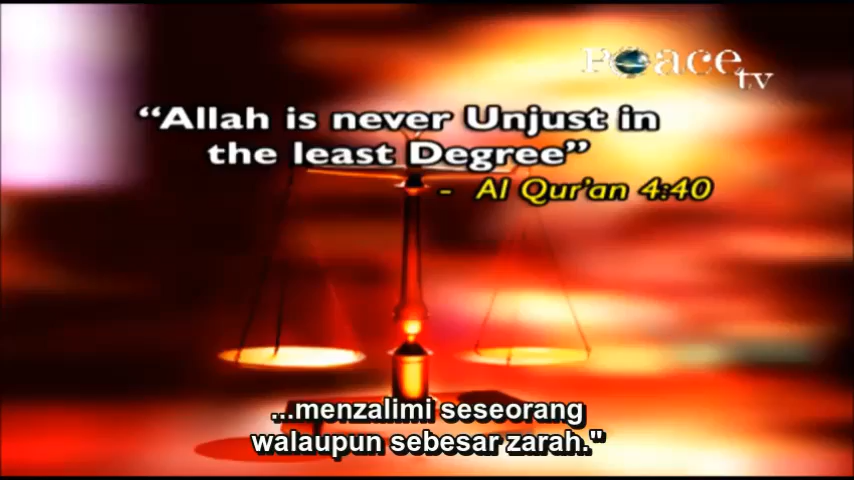 Peace
tv
“Allah is never Unjust in
the least Degree”
- Al Qur’an 4:40
...menzalimi seseorang
walaupun sebesar zarah."